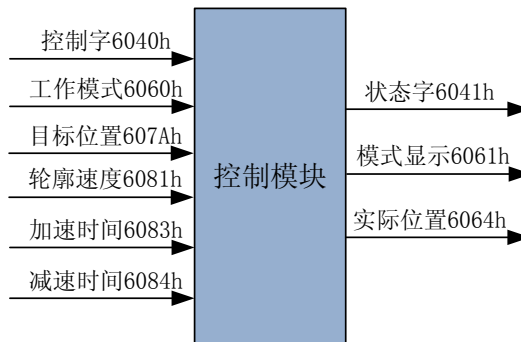 控制字6040h
工作模式6060h
目标位置607Ah
轮廓速度6081h
加速时间6083h
减速时间6084h
控制模块
状态字6041h
模式显示6061h
实际位置6064h